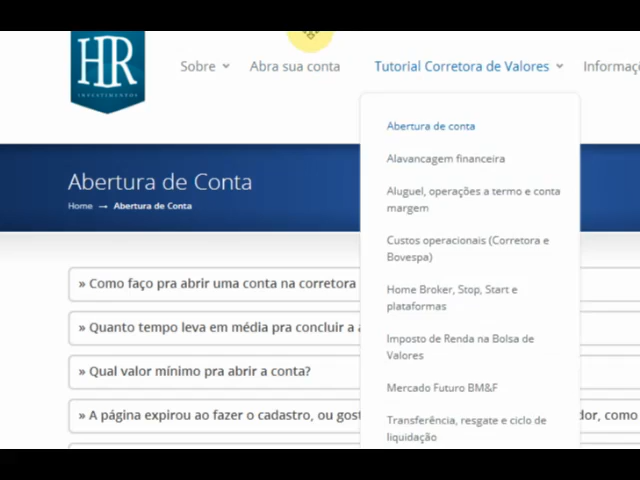 HR
INVESTIMENTOS
Sobre
Abra sua conta
Tutorial Corretora de Valores
Abertura de Conta
Home → Abertura de Conta
Abertura de conta
Alavancagem financeira
Aluguel, operações a termo e conta
margem
Custos operacionais (Corretora e
Bovespa)
Home Broker, Stop, Start e
plataformas
Imposto de Renda na Bolsa de
Valores
Mercado Futuro BM&F
Transferência, resgate e ciclo de
liquidação
» Como faço pra abrir uma conta na corretora
» Quanto tempo leva em média pra concluir a
» Qual valor mínimo pra abrir a conta?
» A página expirou ao fazer o cadastro, ou
como